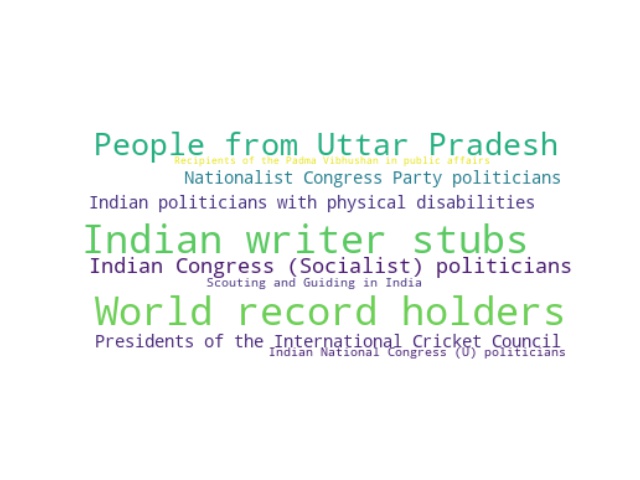 People from Uttar Pradesh
Recipients of the Padma Vibhushan in public affairs
Nationalist Congress Party politicians
Indian politicians with physical disabilities
Indian writer stubs
Indian Congress (Socialist) politicians
Scouting and Guiding in India
World record holders
Presidents of the International Cricket Council
Indian National Congress (U) politicians